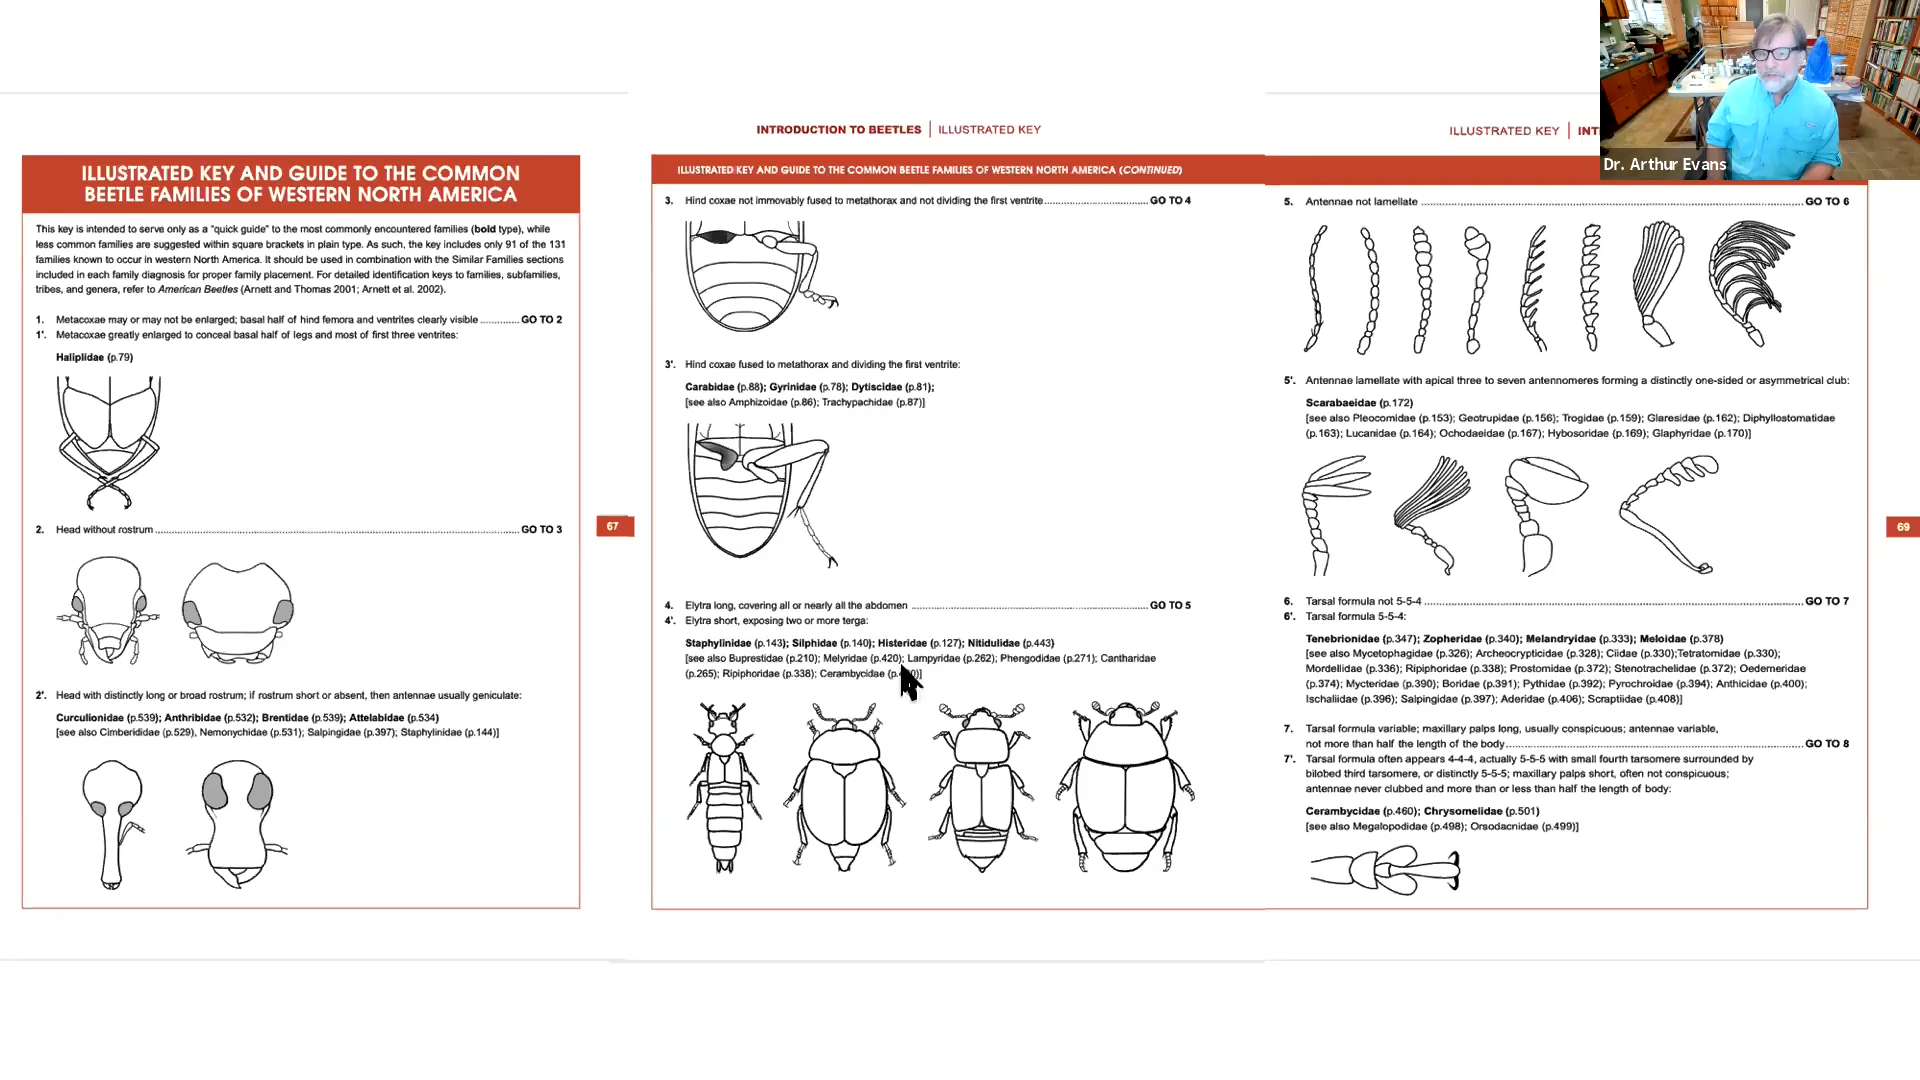 ILLUSTRATED KEY AND GUIDE TO THE COMMON
BEETLE FAMILIES OF WESTERN NORTH AMERICA
This key is intended to serve only as a "quick guide" to the most commonly encountered families (bold type), while
less common families are suggested within square brackets in plain type. As such, the key includes only 91 of the 131
families known to occur in western North America. It should be used in combination with the Similar Families sections
included in each family diagnosis for proper family placement. For detailed identification keys to families, subfamilies,
tribes, and genera, refer to American Beetles (Arnett and Thomas 2001; Arnett et al. 2002).
1. Metacoxae may or may not be enlarged; basal half of hind femora and ventrites clearly visible ............. GO TO 2
1'. Metacoxae greatly enlarged to conceal basal half of legs and most of first three ventrites:
Haliplidae (p.79)
2. Head without rostrum ........................................ GO TO 3
2'. Head with distinctly long or broad rostrum; if rostrum short or absent, then antennae usually geniculate:
Curculionidae (p.539); Anthribidae (p.532); Brentidae (p.539); Attelabidae (p.534)
[see also Cimberididae (p.529), Nemonychidae (p.531); Salpingidae (p.397); Staphylinidae (p.144)]
67
INTRODUCTION TO BEETLES | ILLUSTRATED KEY
ILLUSTRATED KEY AND GUIDE TO THE COMMON BEETLE FAMILIES OF WESTERN NORTH AMERICA (CONTINUED)
3. Hind coxae not immovably fused to metathorax and not dividing the first ventrite.................................... GO TO 4
3'. Hind coxae fused to metathorax and dividing the first ventrite:
Carabidae (p.88); Gyrinidae (p.78); Dytiscidae (p.81);
[see also Amphizoidae (p.86); Trachypachidae (p.87)]
4. Elytra long, covering all or nearly all the abdomen ........................................ GO TO 5
4'. Elytra short, exposing two or more terga:
Staphylinidae (p.143); Silphidae (p.140); Histeridae (p.127); Nitidulidae (p.443)
[see also Buprestidae (p.210); Melyridae (p.420); Lampyridae (p.262); Phengodidae (p.271); Cantharidae
(p.265); Ripiphoridae (p.338); Cerambycidae (p.
ILLUSTRATED KEY |
5. Antennae not lamellate ........................................ GO TO 6
5'. Antennae lamellate with apical three to seven antennomeres forming a distinctly one-sided or asymmetrical club:
Scarabaeidae (p.172)
[see also Pleocomidae (p.153); Geotrupidae (p.156); Trogidae (p.159); Glaresidae (p.162); Diphyllostomatidae
(p.163); Lucanidae (p.164); Ochodaeidae (p.167); Hybosoridae (p.169); Glaphyridae (p.170)]
6. Tarsal formula not 5-5-4 ........................................ GO TO 7
6'. Tarsal formula 5-5-4:
Tenebrionidae (p.347); Zopheridae (p.340); Melandryidae (p.333); Meloidae (p.378)
[see also Mycetophagidae (p.326); Archeocrypticidae (p.328); Ciidae (p.330);Tetratomidae (p.330);
Mordellidae (p.336); Ripiphoridae (p.338); Prostomidae (p.372); Stenotrachelidae (p.372); Oedemeridae
(p.374); Mycteridae (p.390); Boridae (p.391); Pythidae (p.392); Pyrochroidae (p.394); Anthicidae (p.400);
Ischaliidae (p.396); Salpingidae (p.397); Aderidae (p.406); Scraptiidae (p.408)]
7. Tarsal formula variable; maxillary palps long, usually conspicuous; antennae variable,
not more than half the length of the body........................................ GO TO 8
7'. Tarsal formula often appears 4-4-4, actually 5-5-5 with small fourth tarsomere surrounded by
bilobed third tarsomere, or distinctly 5-5-5; maxillary palps short, often not conspicuous;
antennae never clubbed and more than or less than half the length of body:
Cerambycidae (p.460); Chrysomelidae (p.501)
[see also Megalopodidae (p.498); Orsodacnidae (p.499)]
69
Dr. Arthur Evans